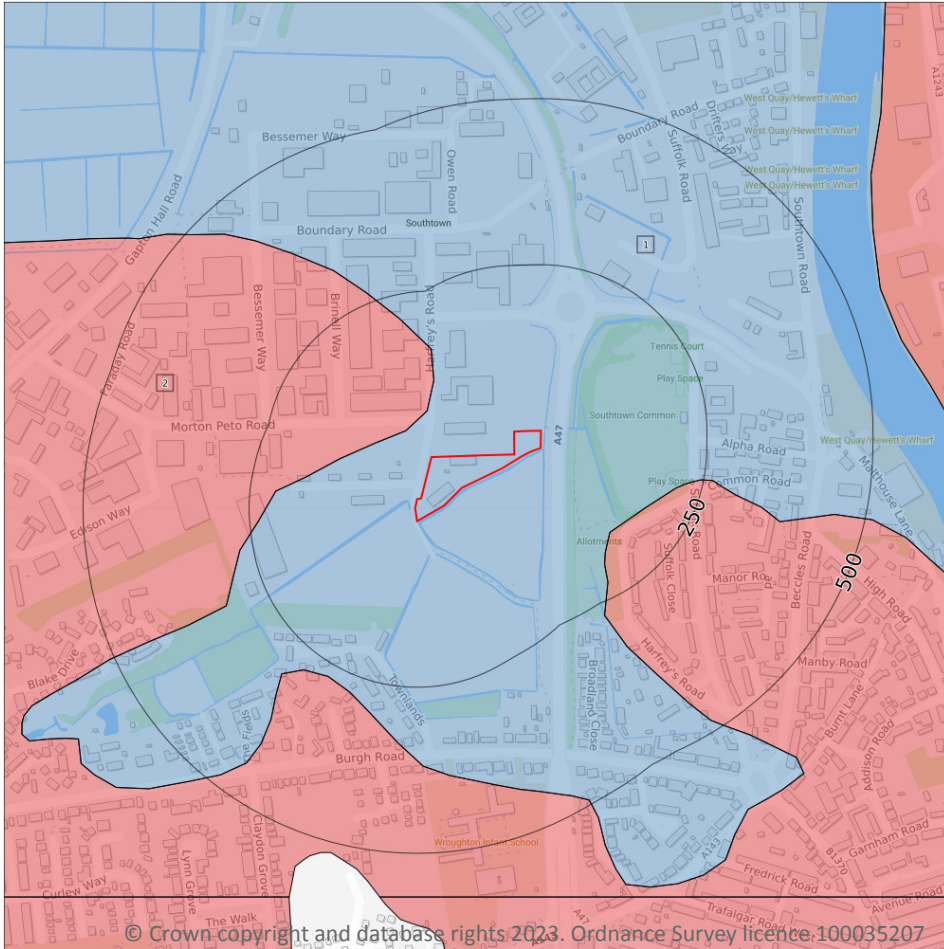 A1243
West Quay/Hewett's Wharf
Boundary Road
Drifters Way
West Quay/Hewett's Wharf
Bessemer Way
Suffolk Road
Owen Road
West Quay/Hewett's Wharf
West Quay/Hewett's Wharf
Gapton Hall Road
Southtown
Boundary Road
Southtown Road
1
Bessemer Way
Brinell Way
Harfrey's Road
Faraday Road
Tennis Court
2
Play Space
Southtown Common
Morton Peto Road
A47
West Quay/Hewett's Wharf
Alpha Road
Malthouse Lane
Play Space
Common Road
Edison Way
250
Allotments
500
Suffolk Close
Manor Road
Beccles Road
High Road
Harfrey's Road
Blake Drive
Manby Road
Townlands
Broadland Close
Burnt Lane
The Fields
Addison Road
Burgh Road
Claydon Grove
Wroughton Infant School
A143
Lynn Grove
B1370
Garnham Road
Curlew Way
Fredrick Road
Avenue Road
The Walk
A47
Trafalgar Road
© Crown copyright and database rights 2023. Ordnance Survey licence 100035207